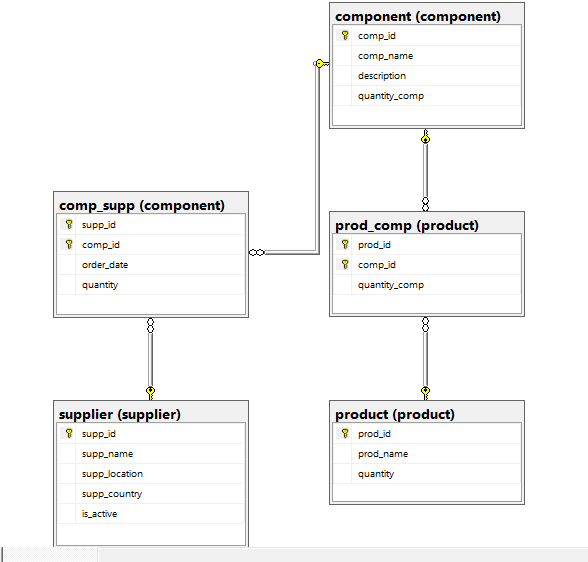 component (component)
comp_id
comp_name
description
quantity_comp
comp_supp (component)
supp_id
comp_id
order_date
quantity
prod_comp (product)
prod_id
comp_id
quantity_comp
supplier (supplier)
supp_id
supp_name
supp_location
supp_country
is_active
product (product)
prod_id
prod_name
quantity